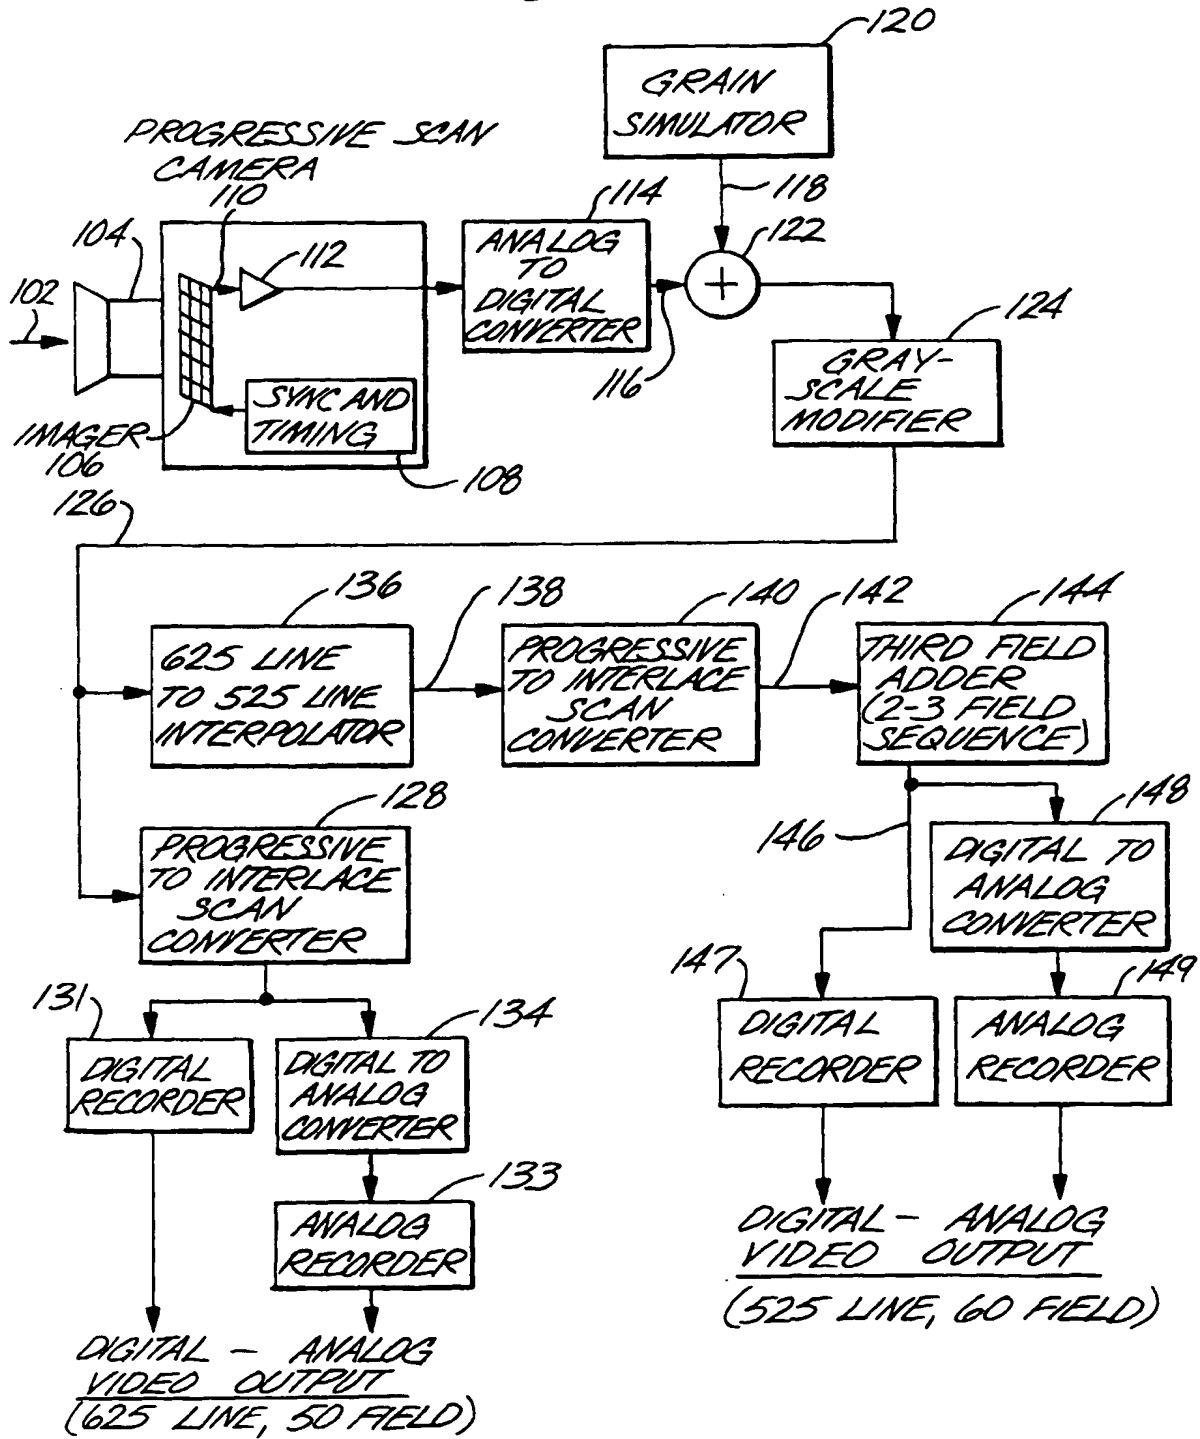 120
GRAIN
SIMULATOR
PROGRESSIVE SCAN
CAMERA
110
118
114
122
104
112
ANALOG
TO
DIGITAL
CONVERTER
+
102
124
116
GRAY-
SCALE
MODIFIER
SYNC AND
TIMING
IMAGER
106
108
126
136
138
140
142
144
625 LINE
TO 525 LINE
INTERPOLATOR
PROGRESSIVE
TO INTERLACE
SCAN
CONVERTER
THIRD FIELD
ADDER
(2-3 FIELD
SEQUENCE)
128
148
146
PROGRESSIVE
TO INTERLACE
SCAN
CONVERTER
DIGITAL TO
ANALOG
CONVERTER
147
149
131
134
DIGITAL
RECORDER
ANALOG
RECORDER
DIGITAL
RECORDER
DIGITAL TO
ANALOG
CONVERTER
133
ANALOG
RECORDER
DIGITAL - ANALOG
VIDEO OUTPUT
(525 LINE, 60 FIELD)
DIGITAL - ANALOG
VIDEO OUTPUT
(625 LINE, 50 FIELD)